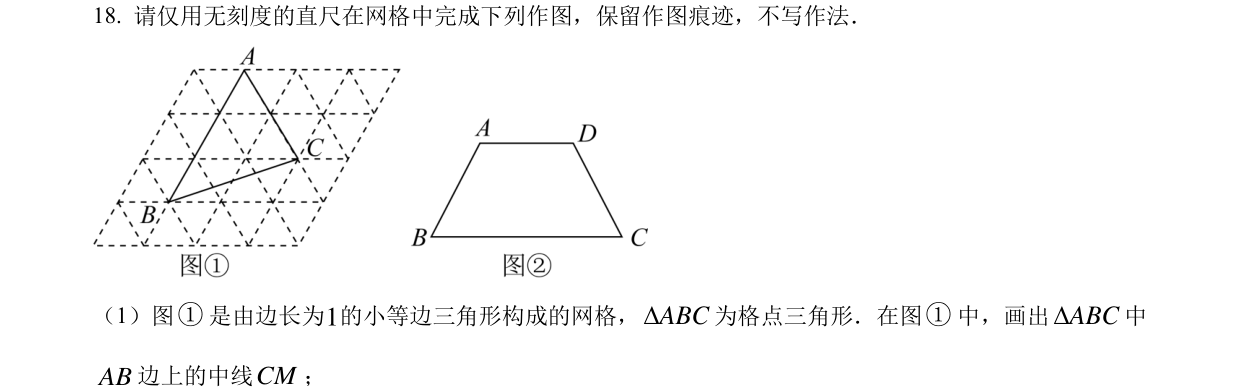 18. 请仅用无刻度的直尺在网格中完成下列作图，保留作图痕迹，不写作法.
A
C
B
图①
A
D
B
C
图②
（1）图①是由边长为1的小等边三角形构成的网格，ΔABC为格点三角形．在图①中，画出ΔABC中
AB边上的中线CM；